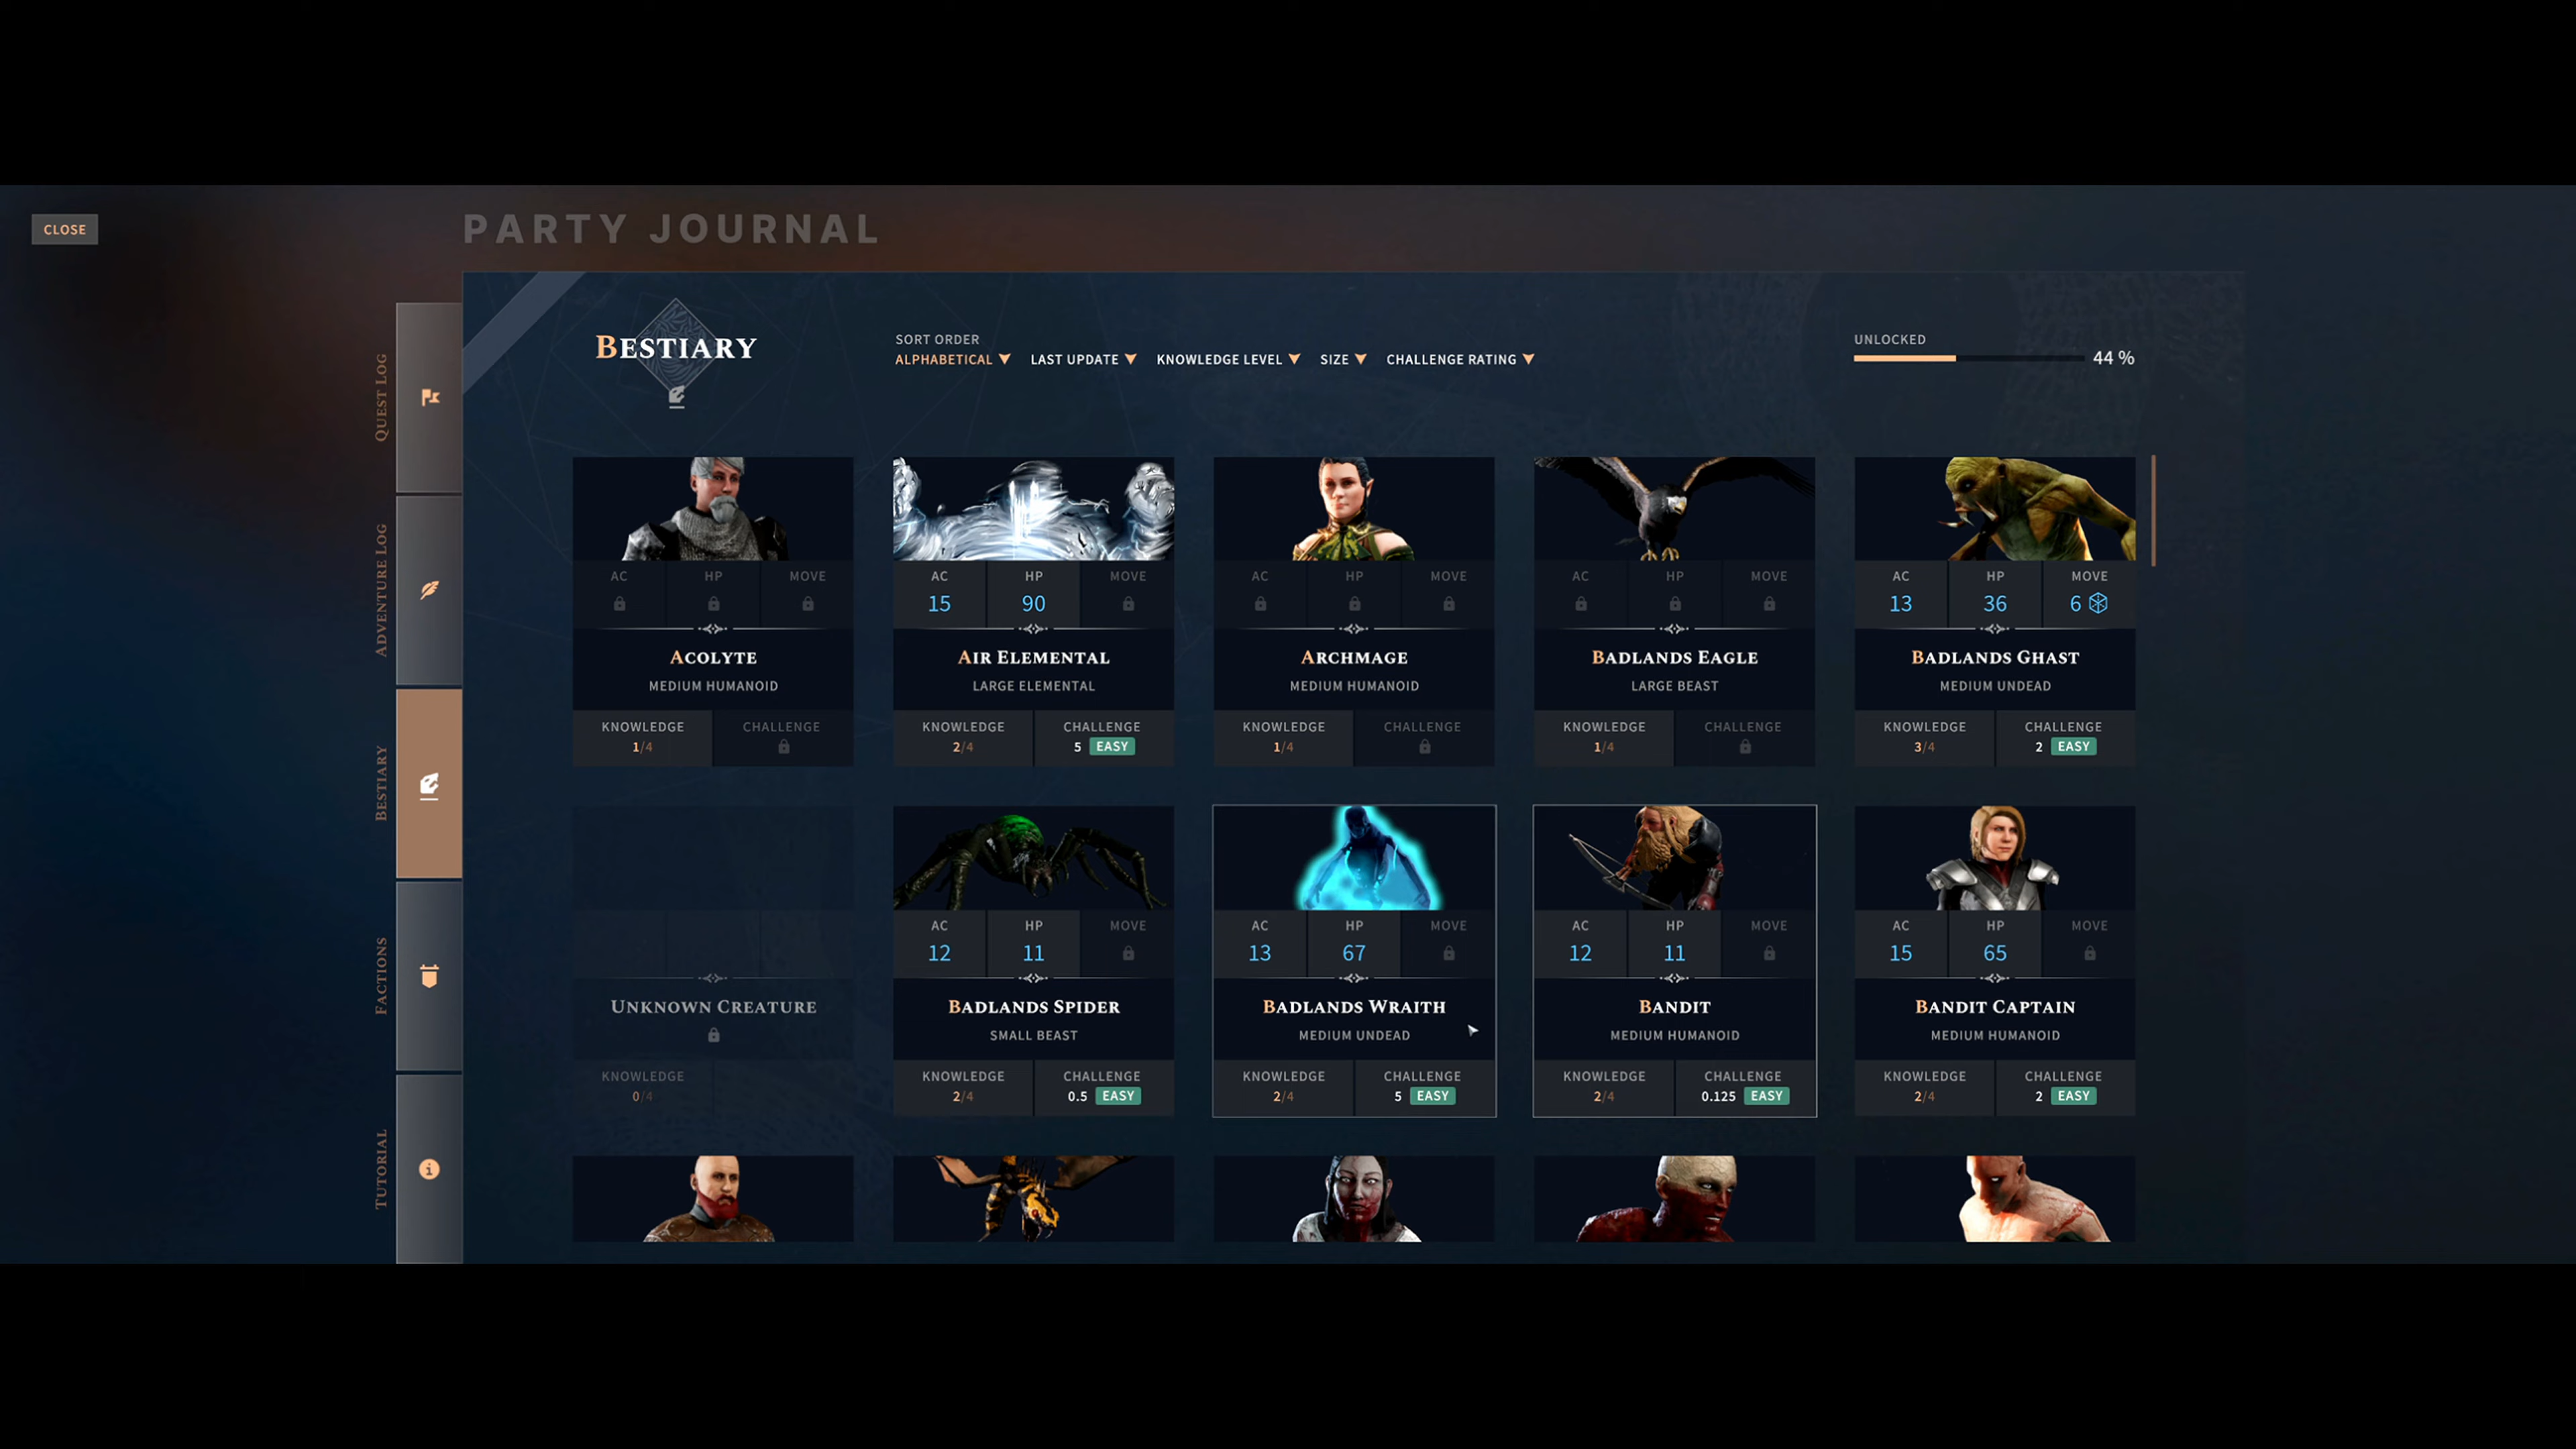 CLOSE
PARTY JOURNAL
QUEST LOG
ADVENTURE LOG
BESTIARY
FACTIONS
TUTORIAL
BESTIARY
SORT ORDER
ALPHABETICAL LAST UPDATE KNOWLEDGE LEVEL SIZE CHALLENGE RATING
UNLOCKED
44 %
AC HP MOVE
ACOLYTE
MEDIUM HUMANOID
KNOWLEDGE CHALLENGE
1/4
AC HP MOVE
15 90
AIR ELEMENTAL
LARGE ELEMENTAL
KNOWLEDGE CHALLENGE
2/4 5 EASY
AC HP MOVE
ARCHMAGE
MEDIUM HUMANOID
KNOWLEDGE CHALLENGE
1/4
AC HP MOVE
BADLANDS EAGLE
LARGE BEAST
KNOWLEDGE CHALLENGE
1/4
AC HP MOVE
13 36 6
BADLANDS GHAST
MEDIUM UNDEAD
KNOWLEDGE CHALLENGE
3/4 2 EASY
UNKNOWN CREATURE
KNOWLEDGE
0/4
AC HP MOVE
12 11
BADLANDS SPIDER
SMALL BEAST
KNOWLEDGE CHALLENGE
2/4 0.5 EASY
AC HP MOVE
13 67
BADLANDS WRAITH
MEDIUM UNDEAD
KNOWLEDGE CHALLENGE
2/4 5 EASY
AC HP MOVE
12 11
BANDIT
MEDIUM HUMANOID
KNOWLEDGE CHALLENGE
2/4 0.125 EASY
AC HP MOVE
15 65
BANDIT CAPTAIN
MEDIUM HUMANOID
KNOWLEDGE CHALLENGE
2/4 2 EASY